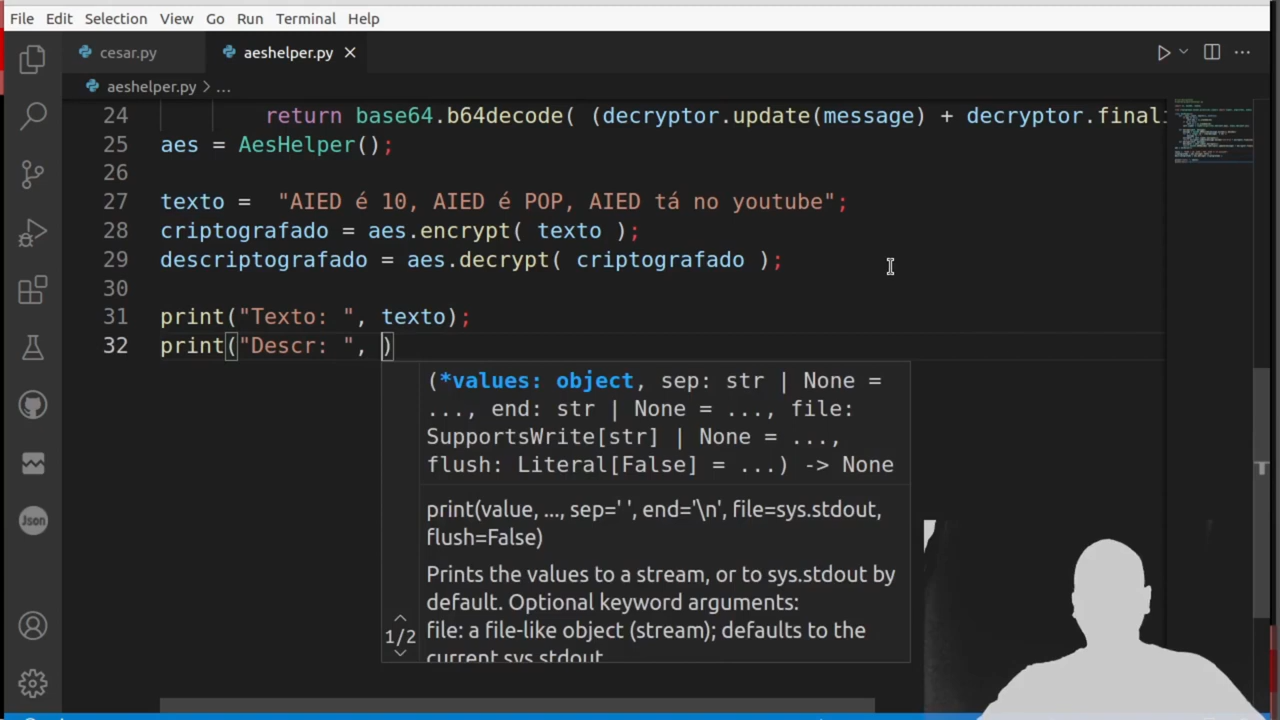 File Edit Selection View Go Run Terminal Help
cesar.py aeshelper.py
aeshelper.py > ...
24 return base64.b64decode( (decryptor.update(message) + decryptor.finali
25 aes = AesHelper();
26
27 texto =  "AIED é 10, AIED é POP, AIED tá no youtube";
28 criptografado = aes.encrypt( texto );
29 descriptografado = aes.decrypt( criptografado );
30
31 print("Texto: ", texto);
32 print("Descr: ", )
(*values: object, sep: str | None =
..., end: str | None = ..., file:
SupportsWrite[str] | None = ...,
flush: Literal[False] = ...) -> None
print(value, ..., sep=' ', end='\n', file=sys.stdout,
flush=False)
Prints the values to a stream, or to sys.stdout by
default. Optional keyword arguments:
file: a file-like object (stream); defaults to the
current sys.stdout.
1/2
Json